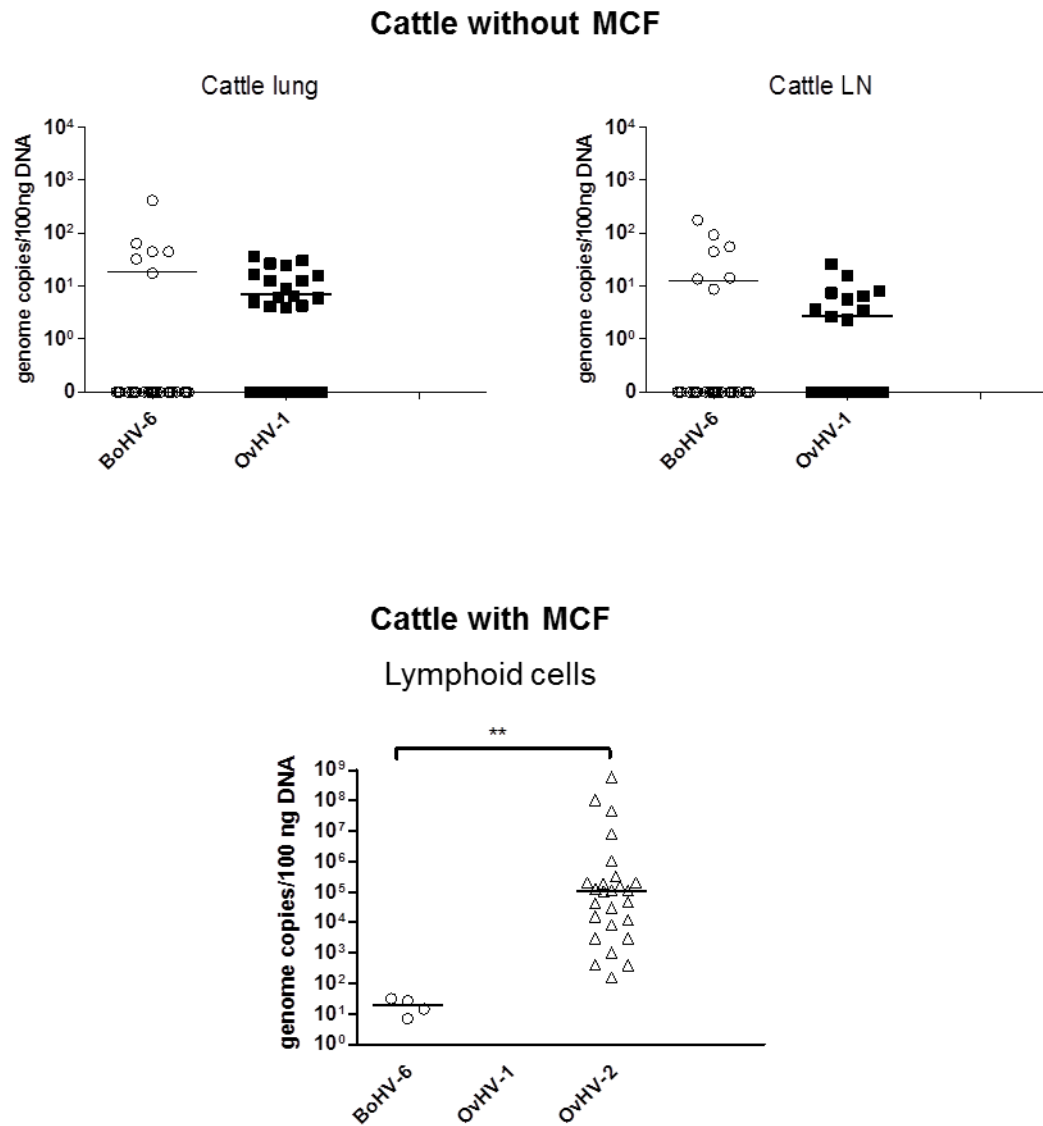 Cattle without MCF
Cattle lung
genome copies/100ng DNA
10⁴
10³
10²
10¹
10⁰
0
BoHV-6
OvHV-1
Cattle LN
genome copies/100ng DNA
10⁴
10³
10²
10¹
10⁰
0
BoHV-6
OvHV-1
Cattle with MCF
Lymphoid cells
**
genome copies/100 ng DNA
10⁹
10⁸
10⁷
10⁶
10⁵
10⁴
10³
10²
10¹
10⁰
BoHV-6
OvHV-1
OvHV-2